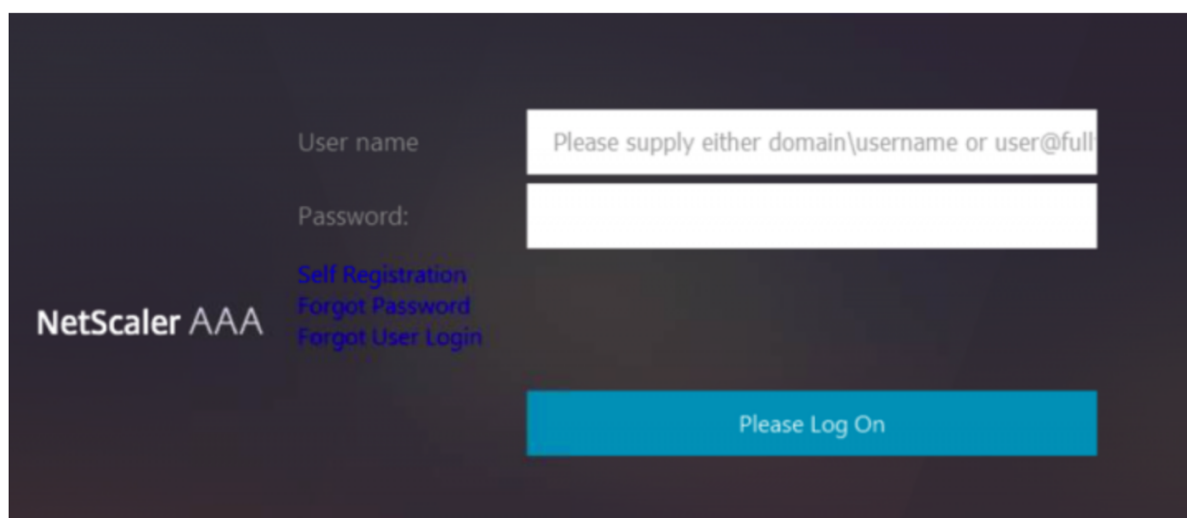 User name
Please supply either domain\username or user@full
Password:
Self Registration
Forgot Password
Forgot User Login
NetScaler AAA
Please Log On